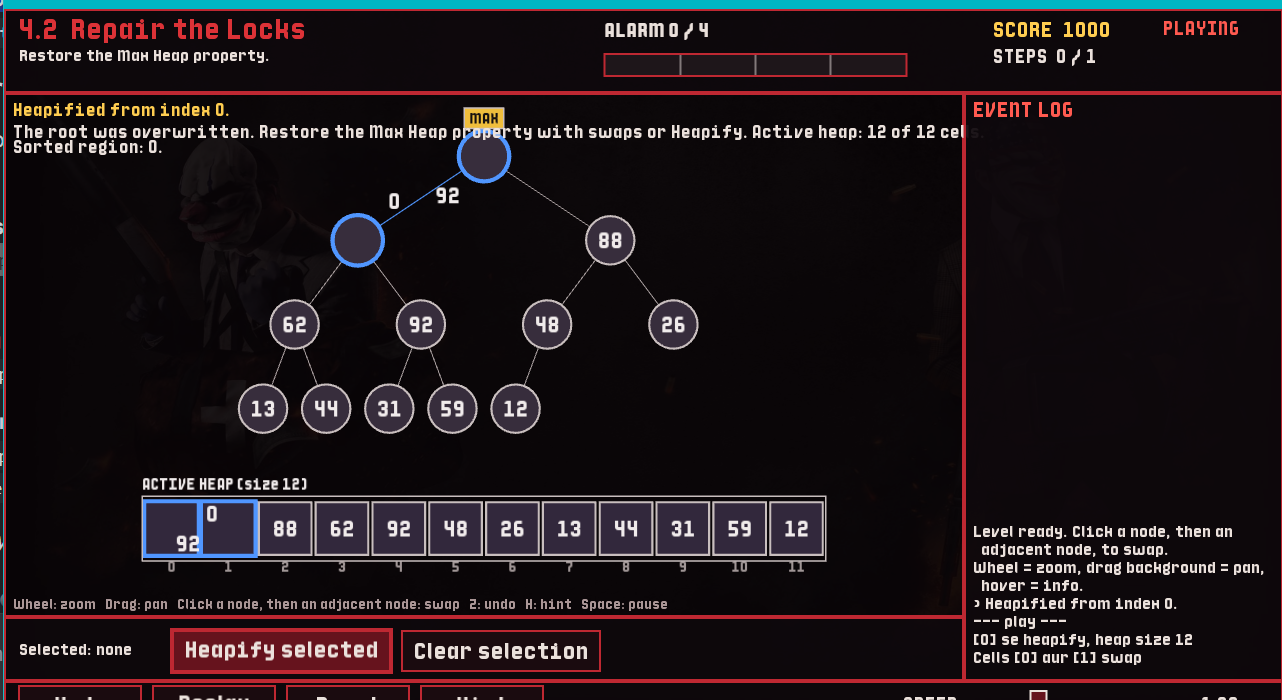 4.2 Repair the Locks
Restore the Max Heap property.
ALARM 0 / 4
SCORE 1000
STEPS 0 / 1
PLAYING
Heapified from index 0.
The root was overwritten. Restore the Max Heap property with swaps or Heapify. Active heap: 12 of 12 cells.
Sorted region: 0.
MAX
0 92
88
62 92 48 26
13 44 31 59 12
ACTIVE HEAP (size 12)
92 0 88 62 92 48 26 13 44 31 59 12
0 1 2 3 4 5 6 7 8 9 10 11
Wheel: zoom Drag: pan Click a node, then an adjacent node: swap Z: undo H: hint Space: pause
EVENT LOG
Level ready. Click a node, then an
adjacent node, to swap.
Wheel = zoom, drag background = pan,
hover = info.
> Heapified from index 0.
--- play ---
[0] se heapify, heap size 12
Cells [0] aur [1] swap
Selected: none
Heapify selected
Clear selection